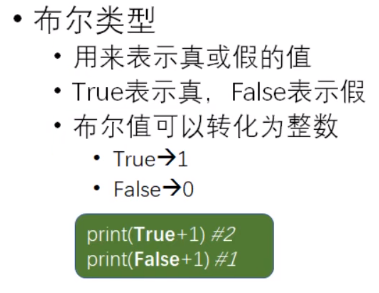 • 布尔类型
• 用来表示真或假的值
• True表示真，False表示假
• 布尔值可以转化为整数
• True→1
• False→0
print(True+1) #2
print(False+1) #1